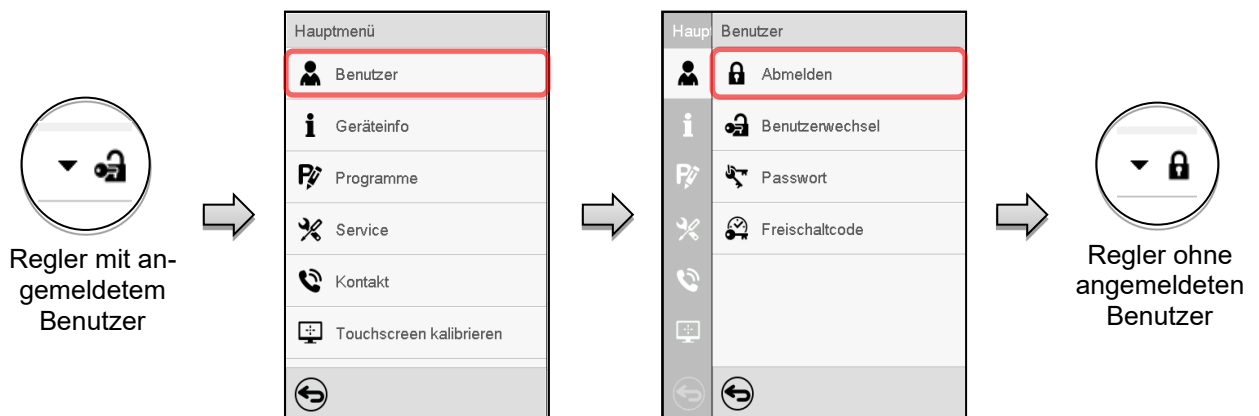 Regler mit an-
gemeldetem
Benutzer
Hauptmenü
Benutzer
Geräteinfo
Programme
Service
Kontakt
Touchscreen kalibrieren
Haup
Benutzer
Abmelden
Benutzerwechsel
Passwort
Freischaltcode
Regler ohne
angemeldeten
Benutzer